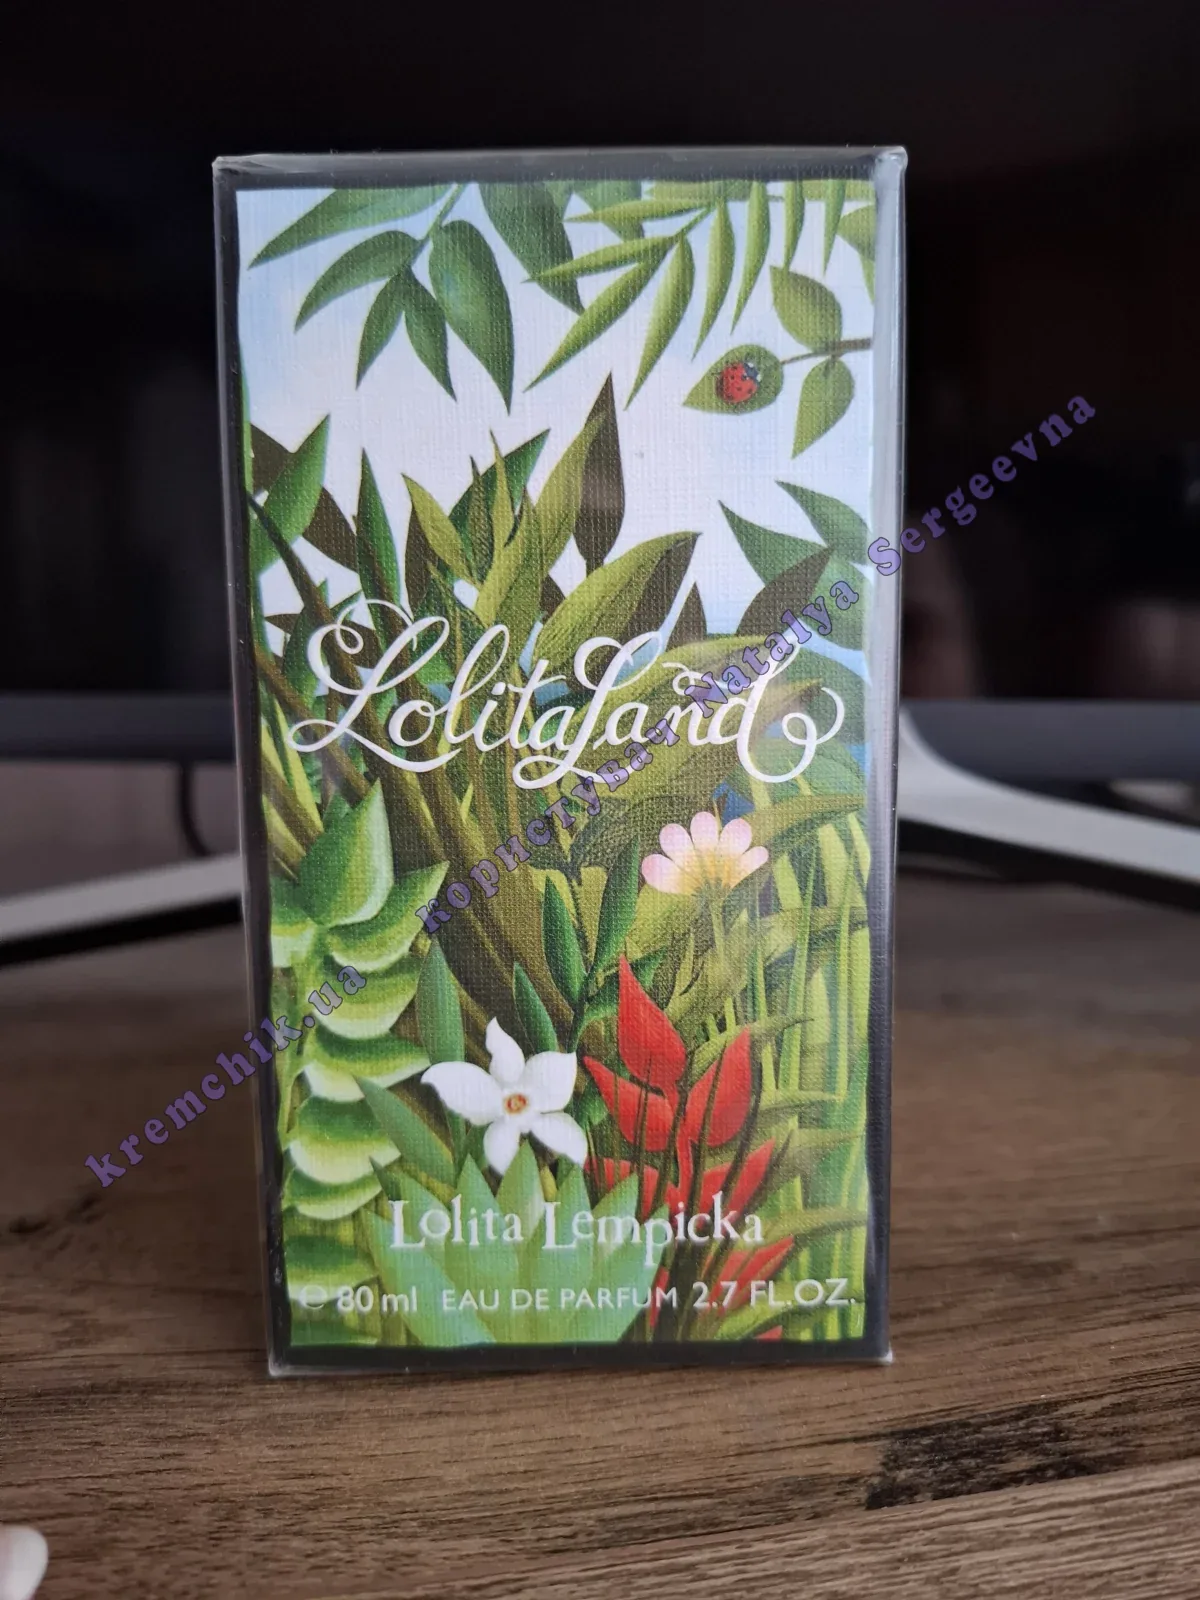 LolitaLand
Lolita Lempicka
℮ 80 ml EAU DE PARFUM 2.7 FL.OZ.
kremchik.ua користувач Natalya Sergeevna